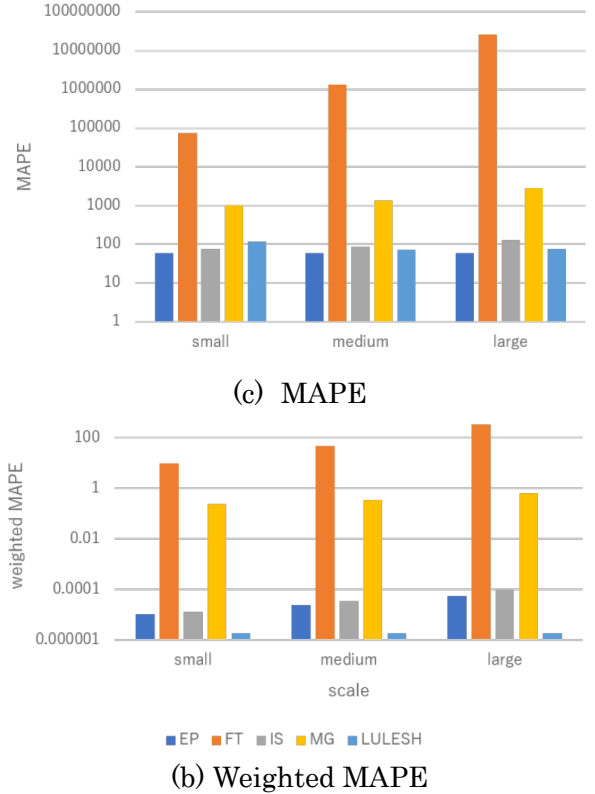 100000000
10000000
1000000
100000
10000
1000
100
10
1
MAPE
small medium large
(c) MAPE
100
1
0.01
0.0001
0.000001
weighted MAPE
small medium large
scale
EP FT IS MG LULESH
(b) Weighted MAPE